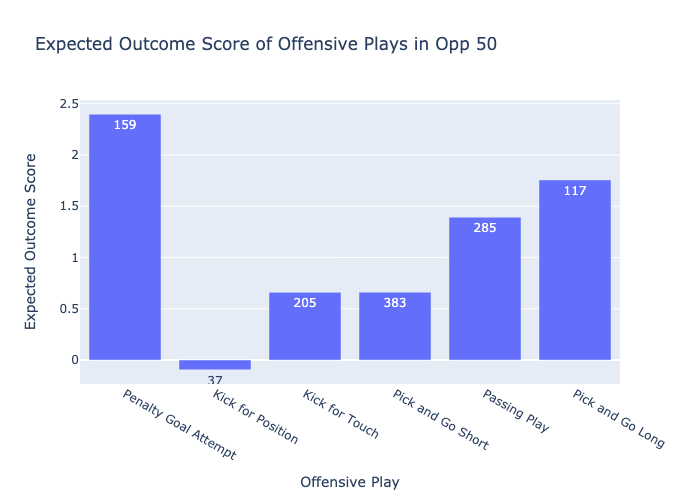 Expected Outcome Score of Offensive Plays in Opp 50
2.5
2
1.5
1
0.5
0
Expected Outcome Score
159
37
205
383
285
117
Penalty Goal Attempt
Kick for Position
Kick for Touch
Pick and Go Short
Passing Play
Pick and Go Long
Offensive Play